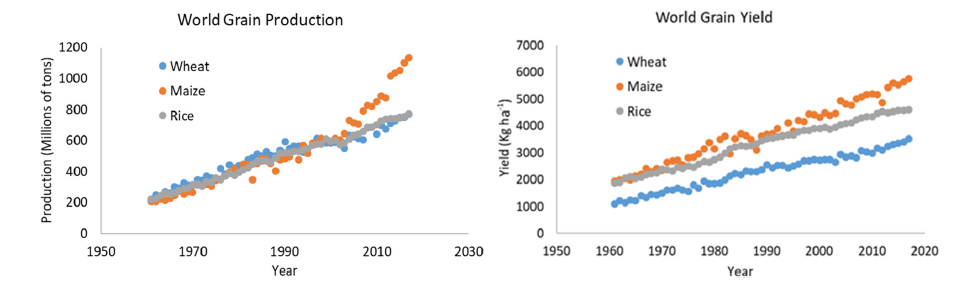 World Grain Production
1200
1000
800
600
400
200
0
Production (Millions of tons)
Wheat
Maize
Rice
1950
1970
1990
2010
2030
Year
World Grain Yield
7000
6000
5000
4000
3000
2000
1000
0
Yield (Kg ha⁻¹)
Wheat
Maize
Rice
1950
1960
1970
1980
1990
2000
2010
2020
Year